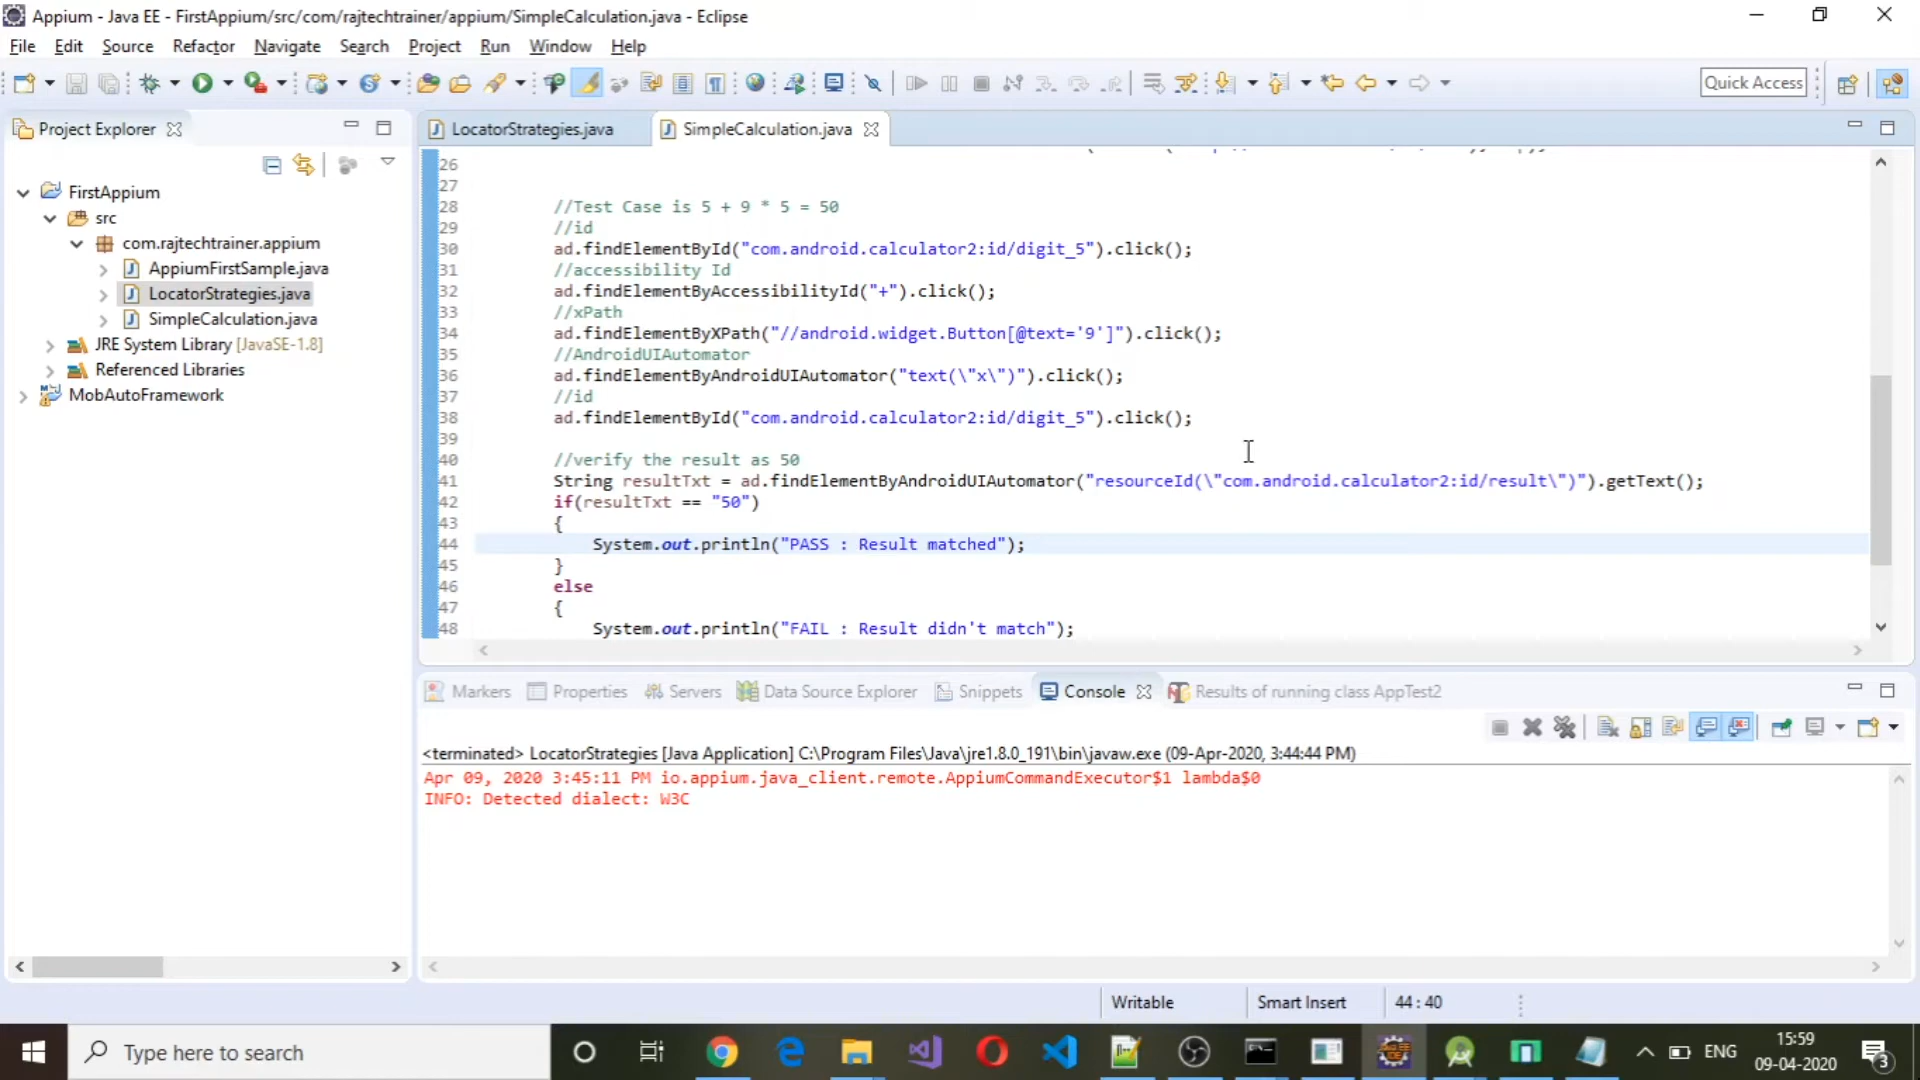 Appium - Java EE - FirstAppium/src/com/rajtechtrainer/appium/SimpleCalculation.java - Eclipse
File Edit Source Refactor Navigate Search Project Run Window Help
Quick Access
Project Explorer
LocatorStrategies.java SimpleCalculation.java
FirstAppium
src
com.rajtechtrainer.appium
AppiumFirstSample.java
LocatorStrategies.java
SimpleCalculation.java
JRE System Library [JavaSE-1.8]
Referenced Libraries
MobAutoFramework
26
27
28 //Test Case is 5 + 9 * 5 = 50
29 //id
30 ad.findElementById("com.android.calculator2:id/digit_5").click();
31 //accessibility Id
32 ad.findElementByAccessibilityId("+").click();
33 //xPath
34 ad.findElementByXPath("//android.widget.Button[@text='9']").click();
35 //AndroidUIAutomator
36 ad.findElementByAndroidUIAutomator("text(\"x\")").click();
37 //id
38 ad.findElementById("com.android.calculator2:id/digit_5").click();
39
40 //verify the result as 50
41 String resultTxt = ad.findElementByAndroidUIAutomator("resourceId(\"com.android.calculator2:id/result\")").getText();
42 if(resultTxt == "50")
43 {
44 System.out.println("PASS : Result matched");
45 }
46 else
47 {
48 System.out.println("FAIL : Result didn't match");
Markers Properties Servers Data Source Explorer Snippets Console Results of running class AppTest2
<terminated> LocatorStrategies [Java Application] C:\Program Files\Java\jre1.8.0_191\bin\javaw.exe (09-Apr-2020, 3:44:44 PM)
Apr 09, 2020 3:45:11 PM io.appium.java_client.remote.AppiumCommandExecutor$1 lambda$0
INFO: Detected dialect: W3C
Writable Smart Insert 44 : 40
Type here to search
ENG
15:59
09-04-2020
3